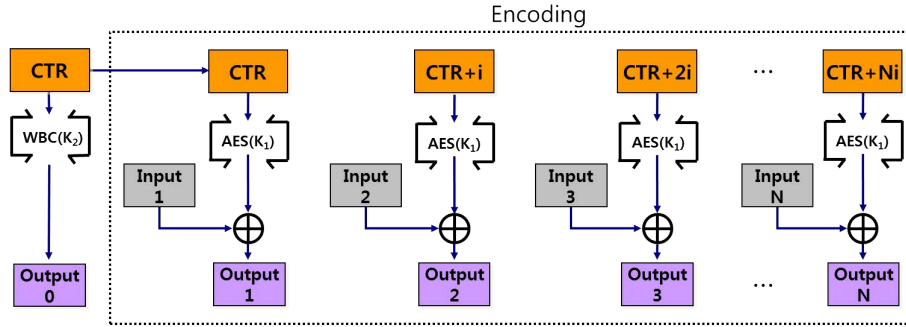 Encoding
CTR
CTR
CTR+i
CTR+2i
...
CTR+Ni
WBC(K₂)
AES(K₁)
AES(K₁)
AES(K₁)
AES(K₁)
Input
1
Input
2
Input
3
Input
N
Output
0
Output
1
Output
2
Output
3
...
Output
N